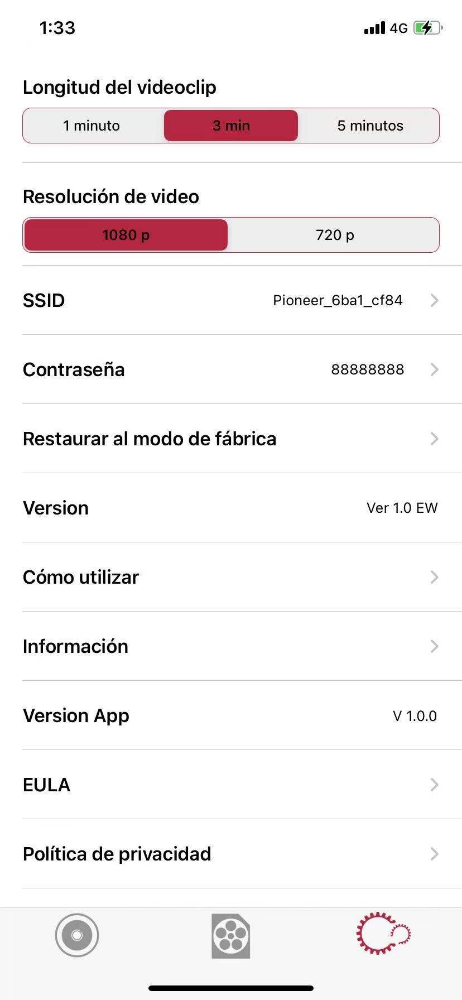 1:33 4G
Longitud del videoclip
1 minuto 3 min 5 minutos
Resolución de video
1080 p 720 p
SSID Pioneer_6ba1_cf84
Contraseña 88888888
Restaurar al modo de fábrica
Version Ver 1.0 EW
Cómo utilizar
Información
Version App V 1.0.0
EULA
Política de privacidad